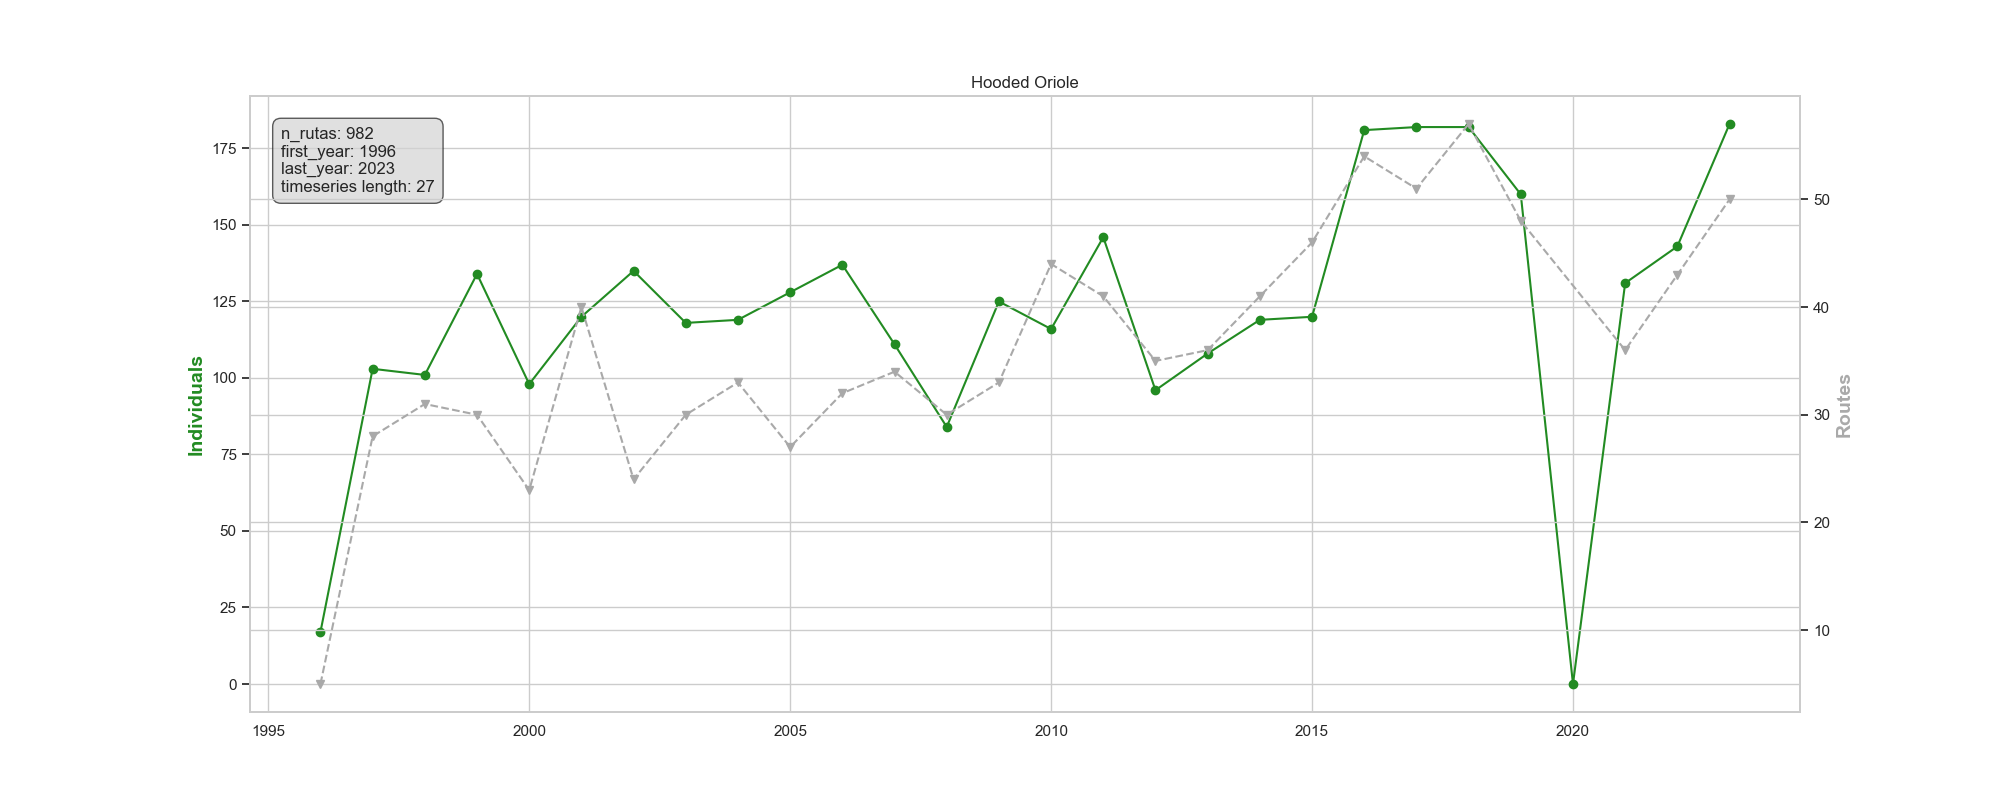 Hooded Oriole
n_rutas: 982
first_year: 1996
last_year: 2023
timeseries length: 27
175
150
125
100
75
50
25
0
Individuals
50
40
30
20
10
Routes
1995
2000
2005
2010
2015
2020